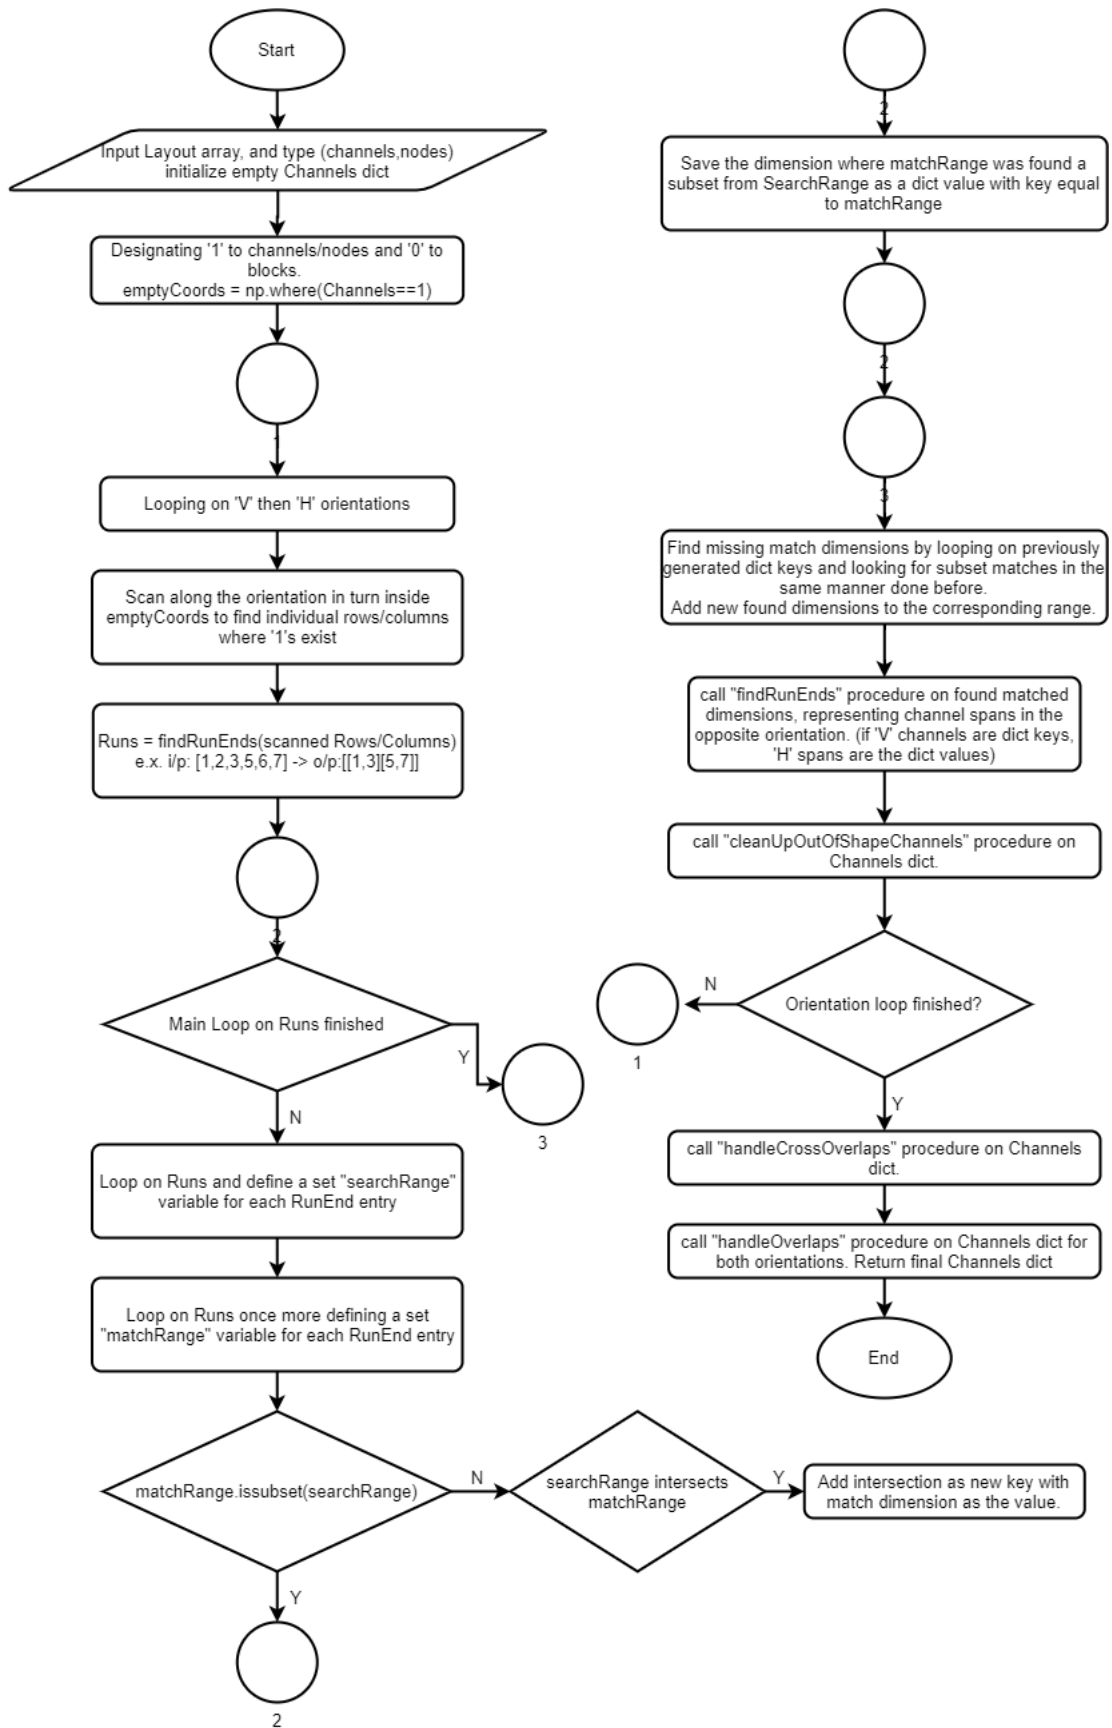 Start
Input Layout array, and type (channels,nodes)
initialize empty Channels dict
Designating '1' to channels/nodes and '0' to
blocks.
emptyCoords = np.where(Channels==1)
1
Looping on 'V' then 'H' orientations
Scan along the orientation in turn inside
emptyCoords to find individual rows/columns
where '1's exist
Runs = findRunEnds(scanned Rows/Columns)
e.x. i/p: [1,2,3,5,6,7] -> o/p:[[1,3][5,7]]
2
Main Loop on Runs finished
Y
3
N
Loop on Runs and define a set "searchRange"
variable for each RunEnd entry
Loop on Runs once more defining a set
"matchRange" variable for each RunEnd entry
matchRange.issubset(searchRange)
N
searchRange intersects
matchRange
Y
Add intersection as new key with
match dimension as the value.
Y
2
2
Save the dimension where matchRange was found a
subset from SearchRange as a dict value with key equal
to matchRange
2
3
Find missing match dimensions by looping on previously
generated dict keys and looking for subset matches in the
same manner done before.
Add new found dimensions to the corresponding range.
call "findRunEnds" procedure on found matched
dimensions, representing channel spans in the
opposite orientation. (if 'V' channels are dict keys,
'H' spans are the dict values)
call "cleanUpOutOfShapeChannels" procedure on
Channels dict.
Orientation loop finished?
N
1
Y
call "handleCrossOverlaps" procedure on Channels
dict.
call "handleOverlaps" procedure on Channels dict for
both orientations. Return final Channels dict
End